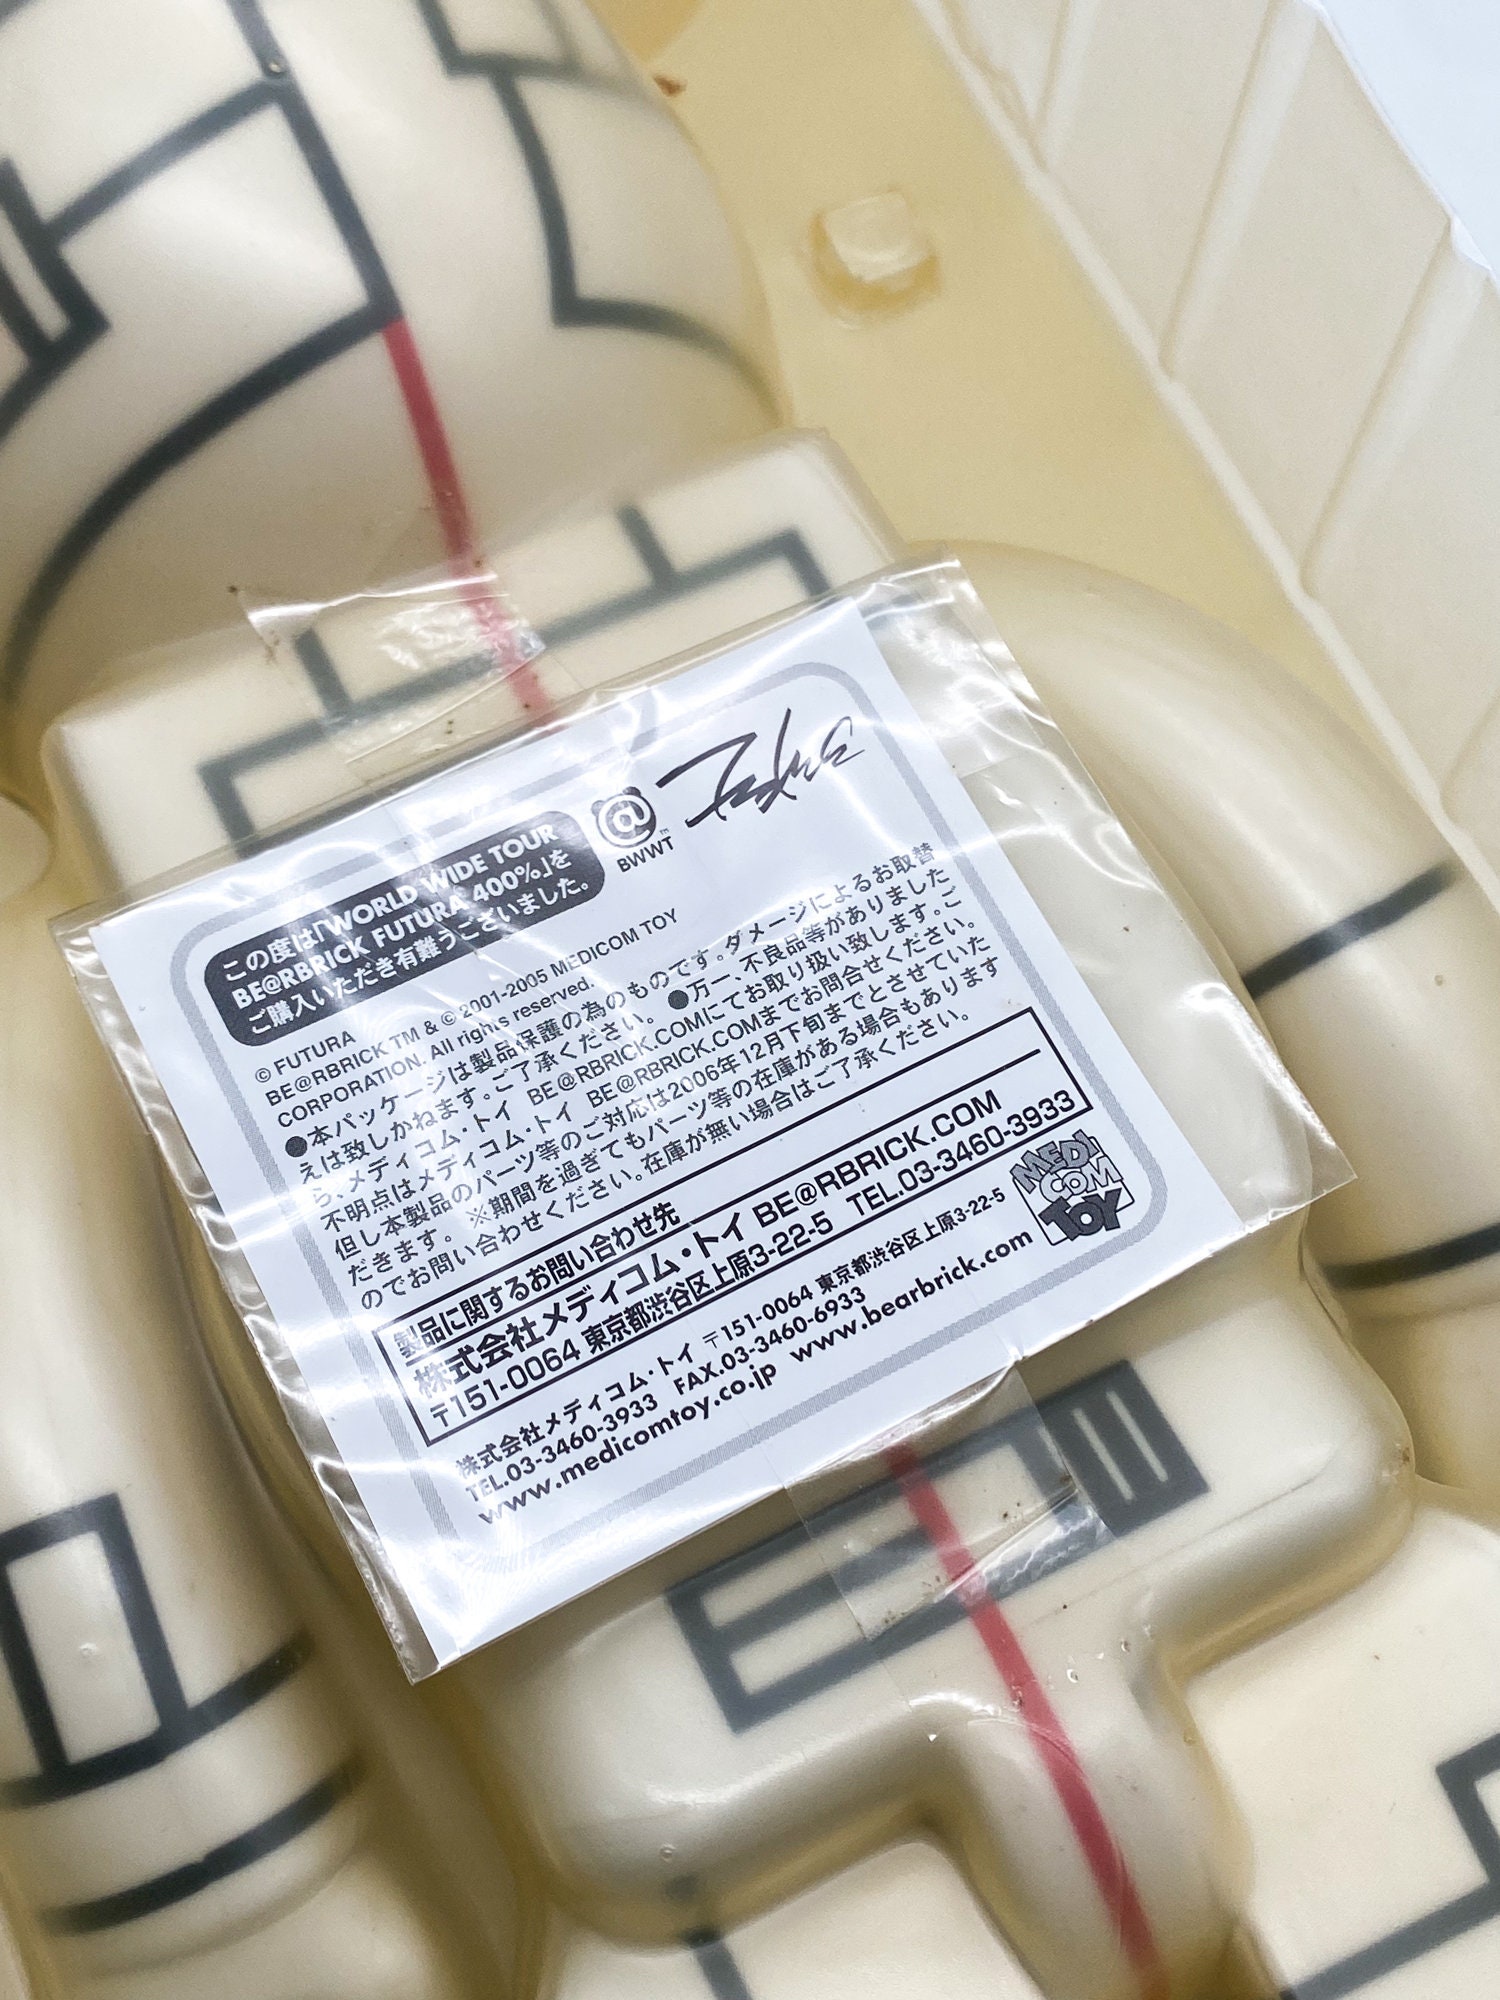 この度は「WORLD WIDE TOUR
BE@RBRICK FUTURA 400%」を
ご購入いただき有難うございました。
@
BWWT™
© FUTURA
BE@RBRICK TM & © 2001-2005 MEDICOM TOY
CORPORATION. All rights reserved.
●本パッケージは製品保護の為のものです。ダメージによるお取替
えは致しかねます。ご了承ください。 ●万一、不良品等がありました
ら、メディコム・トイ BE@RBRICK.COMにてお取り扱い致します。ご
不明点はメディコム・トイ BE@RBRICK.COMまでお問合せください。
但し本製品のパーツ等のご対応は2006年12月下旬までとさせていた
だきます。 ※期間を過ぎてもパーツ等の在庫がある場合もあります
のでお問い合わせください。在庫が無い場合はご了承ください。
製品に関するお問い合わせ先
株式会社メディコム・トイ BE@RBRICK.COM
〒151-0064 東京都渋谷区上原3-22-5 TEL.03-3460-3933
株式会社メディコム・トイ 〒151-0064 東京都渋谷区上原3-22-5
TEL.03-3460-3933 FAX.03-3460-6933
www.medicomtoy.co.jp www.bearbrick.com
MEDI
COM
TOY